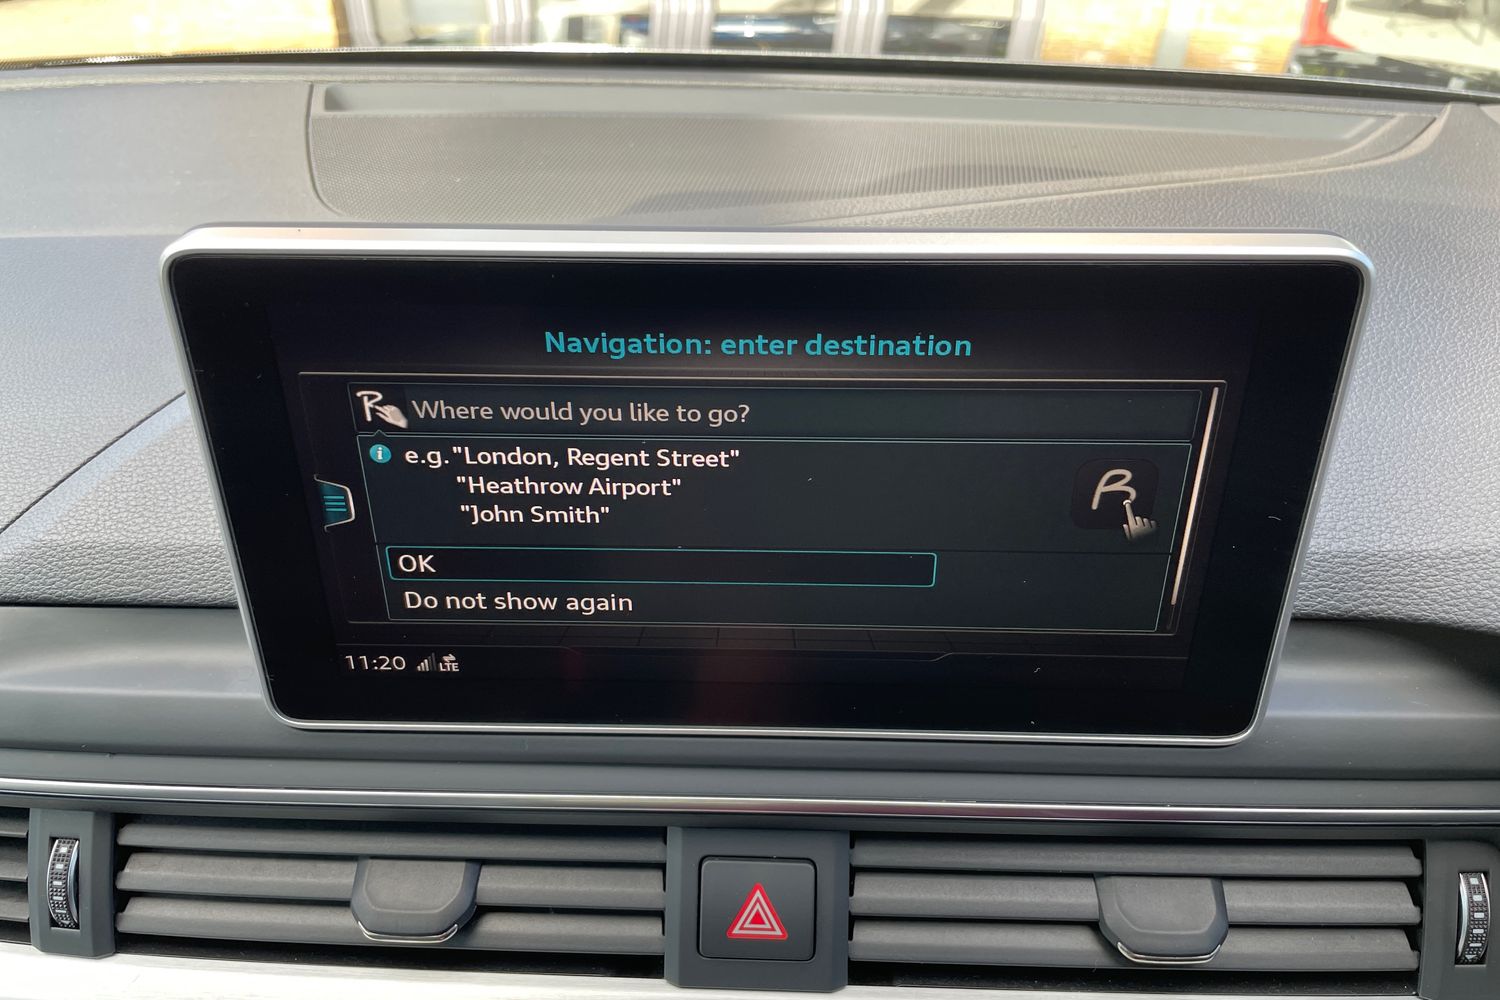 Navigation: enter destination
Where would you like to go?
e.g. "London, Regent Street"
"Heathrow Airport"
"John Smith"
R
OK
Do not show again
11:20 LTE